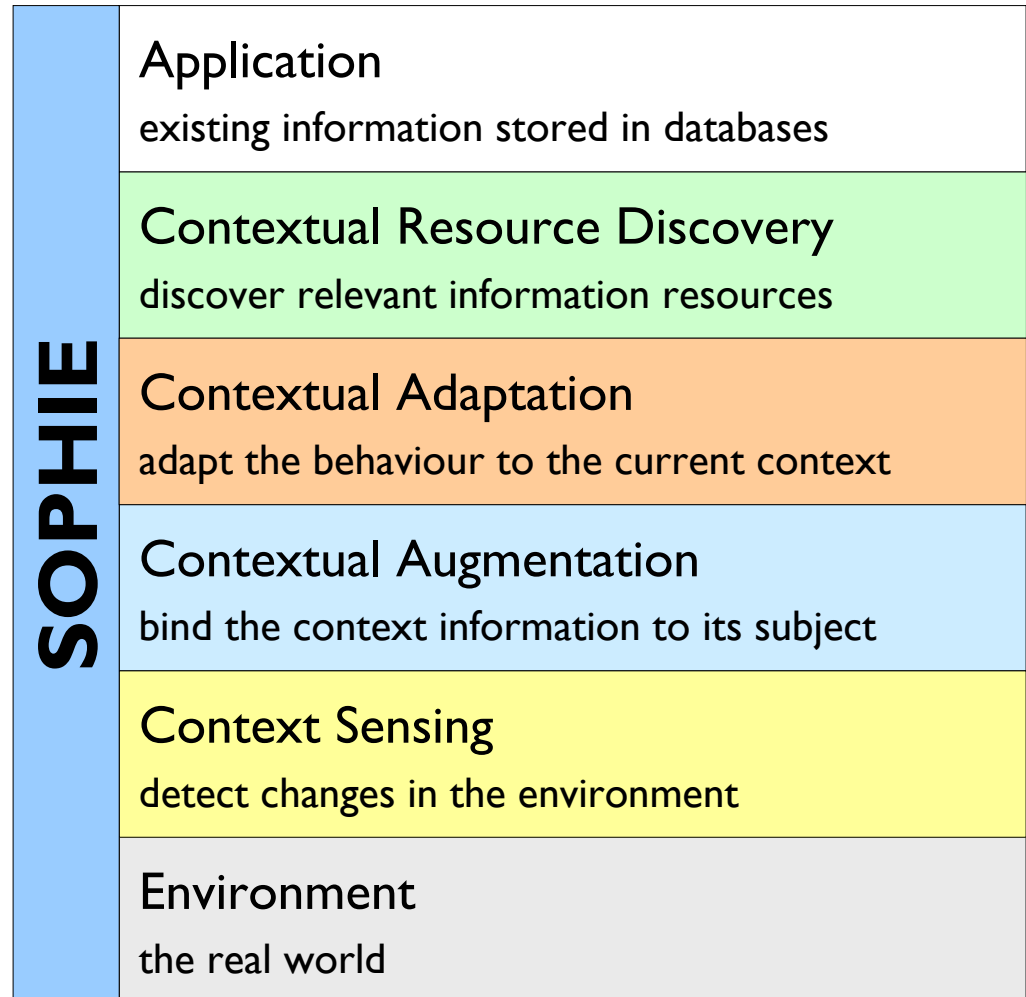 SOPHIE
Application
existing information stored in databases
Contextual Resource Discovery
discover relevant information resources
Contextual Adaptation
adapt the behaviour to the current context
Contextual Augmentation
bind the context information to its subject
Context Sensing
detect changes in the environment
Environment
the real world